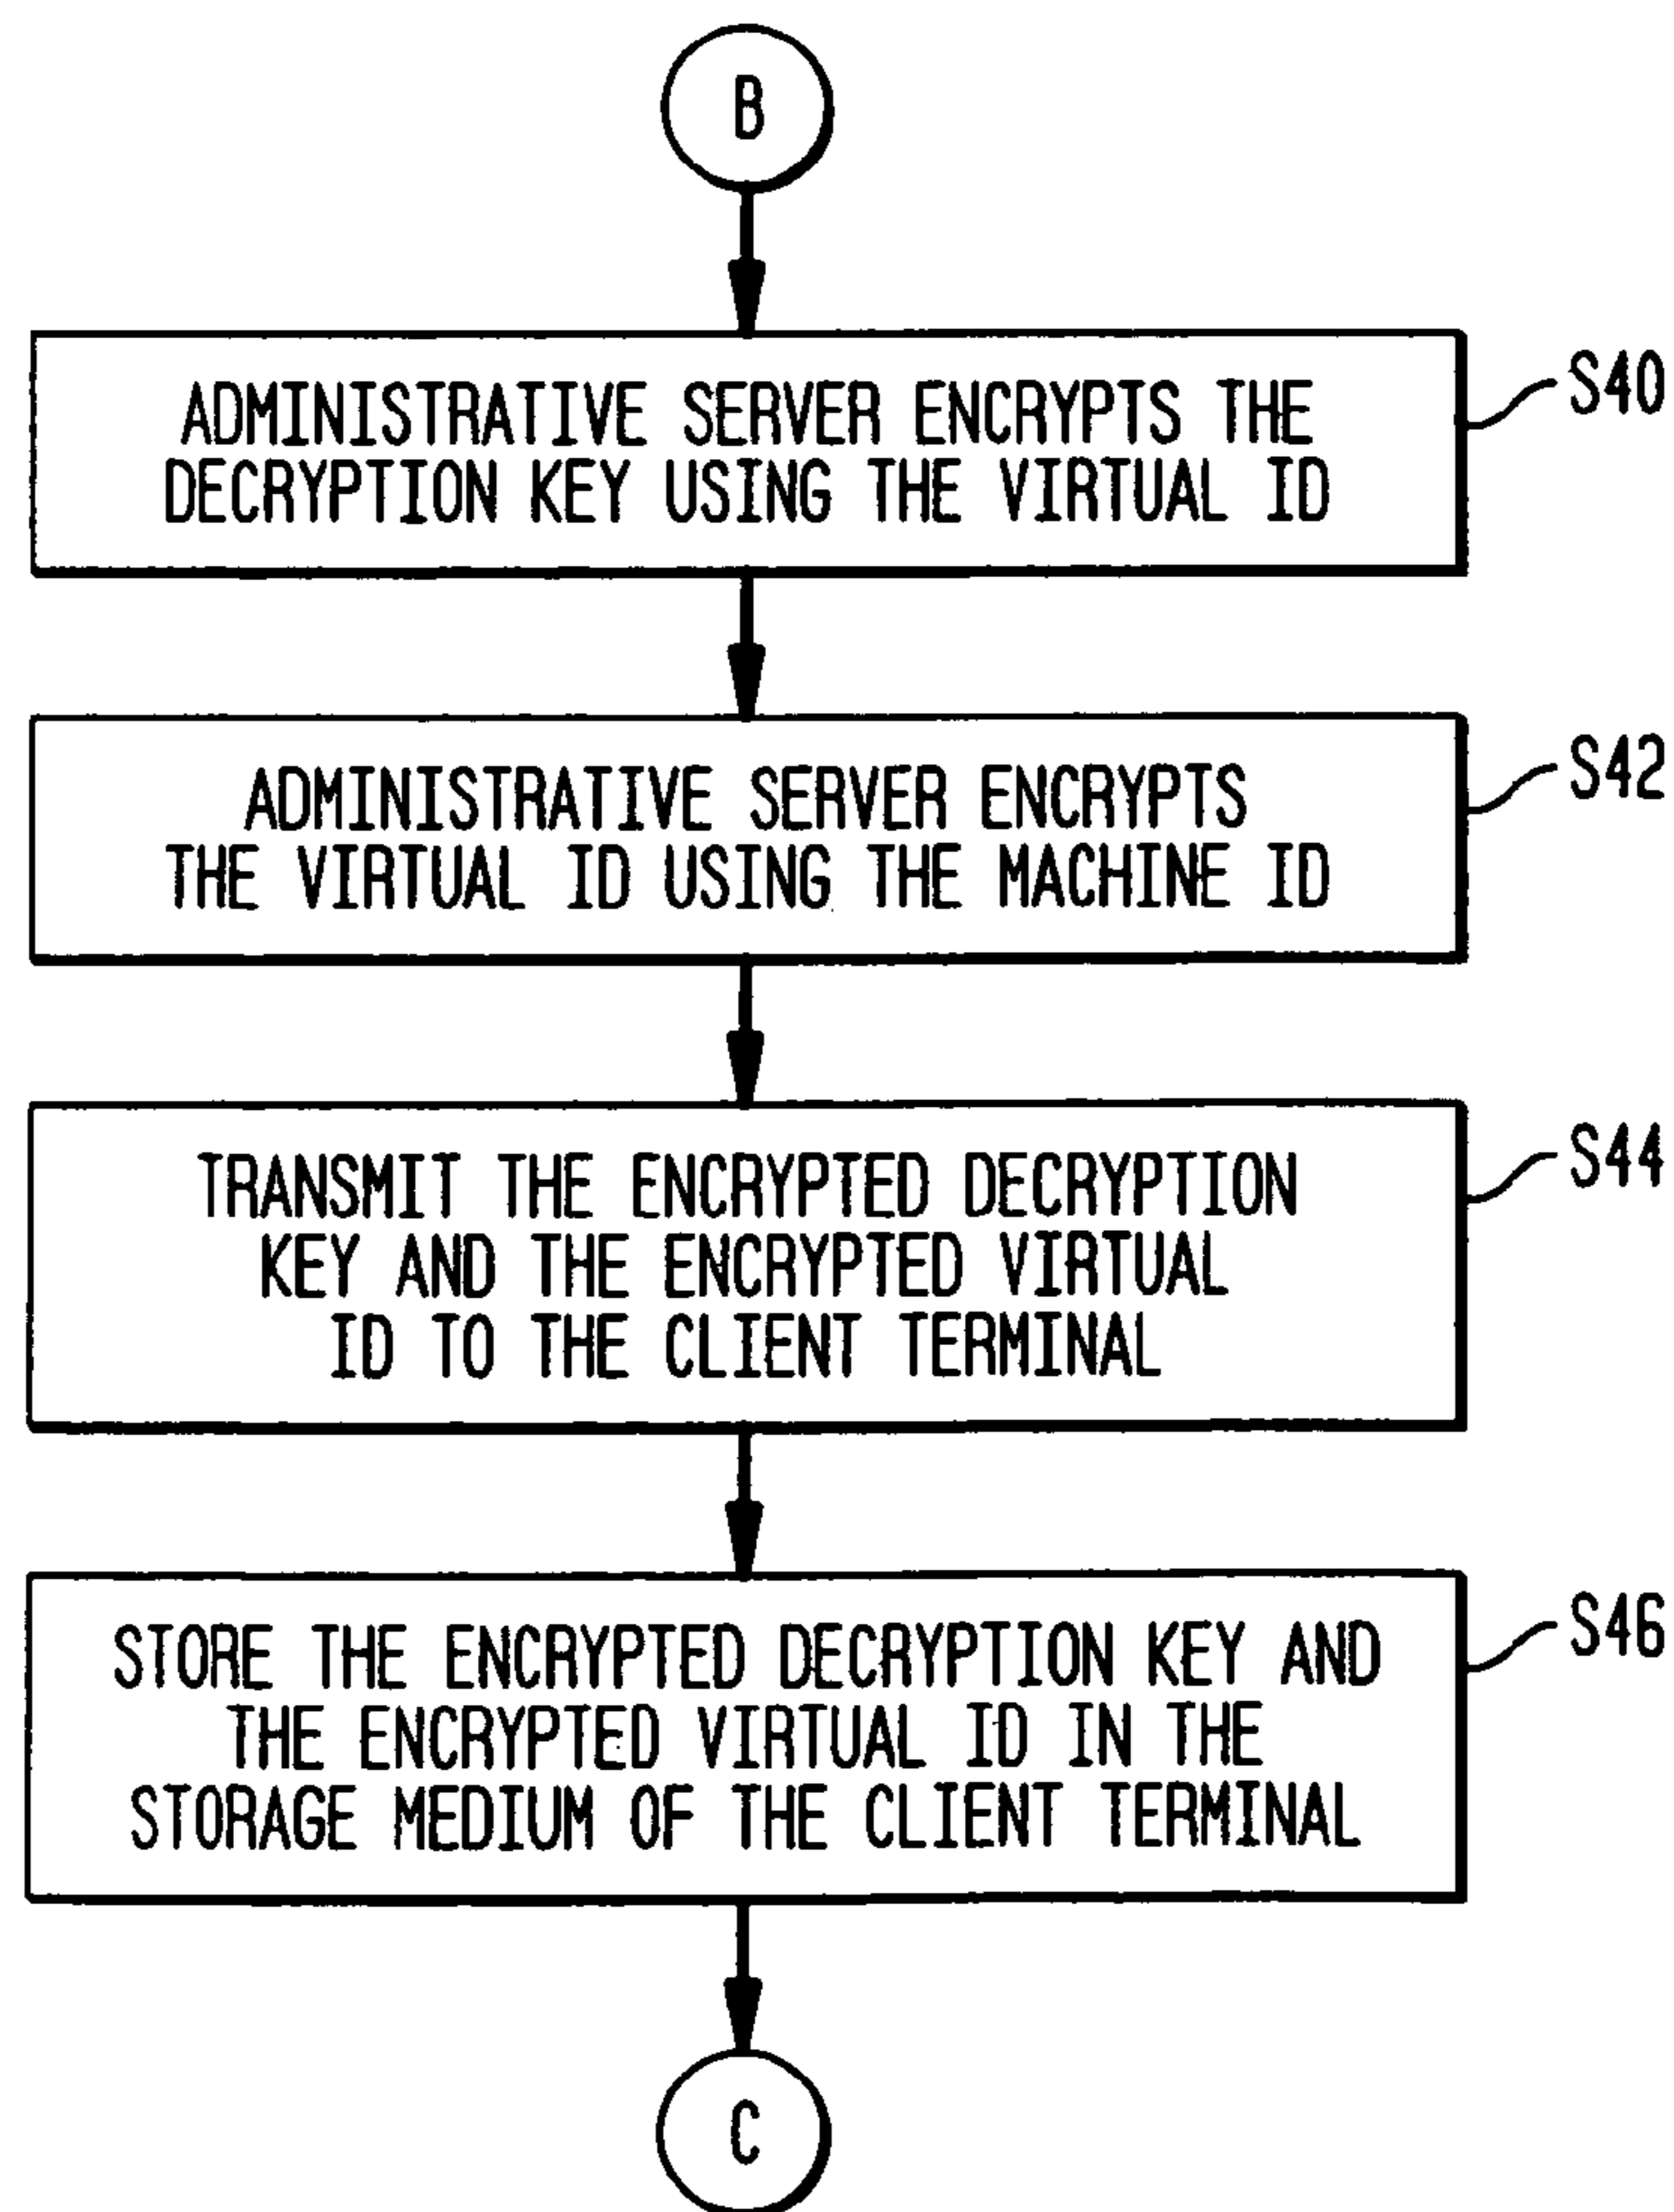 B
ADMINISTRATIVE SERVER ENCRYPTS THE
DECRYPTION KEY USING THE VIRTUAL ID
S40
ADMINISTRATIVE SERVER ENCRYPTS
THE VIRTUAL ID USING THE MACHINE ID
S42
TRANSMIT THE ENCRYPTED DECRYPTION
KEY AND THE ENCRYPTED VIRTUAL
ID TO THE CLIENT TERMINAL
S44
STORE THE ENCRYPTED DECRYPTION KEY AND
THE ENCRYPTED VIRTUAL ID IN THE
STORAGE MEDIUM OF THE CLIENT TERMINAL
S46
C